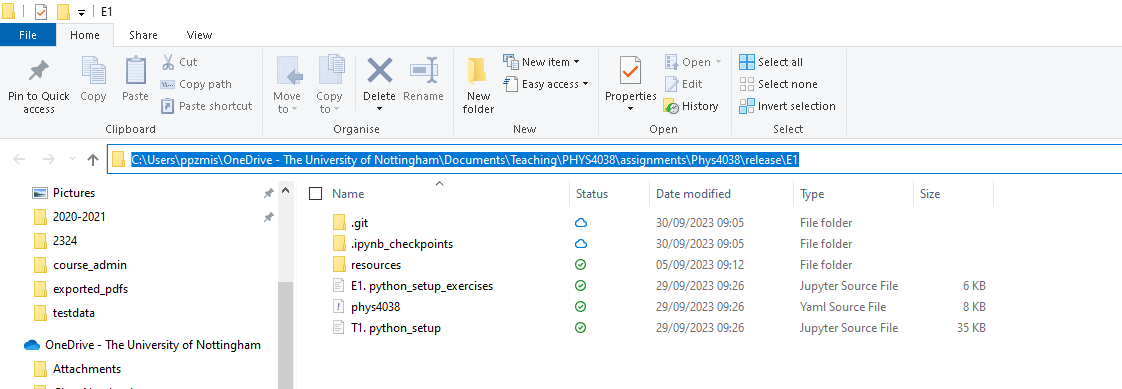 E1
File Home Share View
Pin to Quick access
Copy
Paste
Cut
Copy path
Paste shortcut
Clipboard
Move to
Copy to
Delete
Rename
Organise
New folder
New item
Easy access
New
Properties
Open
Edit
History
Open
Select all
Select none
Invert selection
Select
C:\Users\ppzmis\OneDrive - The University of Nottingham\Documents\Teaching\PHYS4038\assignments\Phys4038\release\E1
Pictures
2020-2021
2324
course_admin
exported_pdfs
testdata
OneDrive - The University of Nottingham
Attachments
Name Status Date modified Type Size
.git 30/09/2023 09:05 File folder
.ipynb_checkpoints 30/09/2023 09:05 File folder
resources 05/09/2023 09:12 File folder
E1. python_setup_exercises 29/09/2023 09:26 Jupyter Source File 6 KB
phys4038 29/09/2023 09:26 Yaml Source File 8 KB
T1. python_setup 29/09/2023 09:26 Jupyter Source File 35 KB